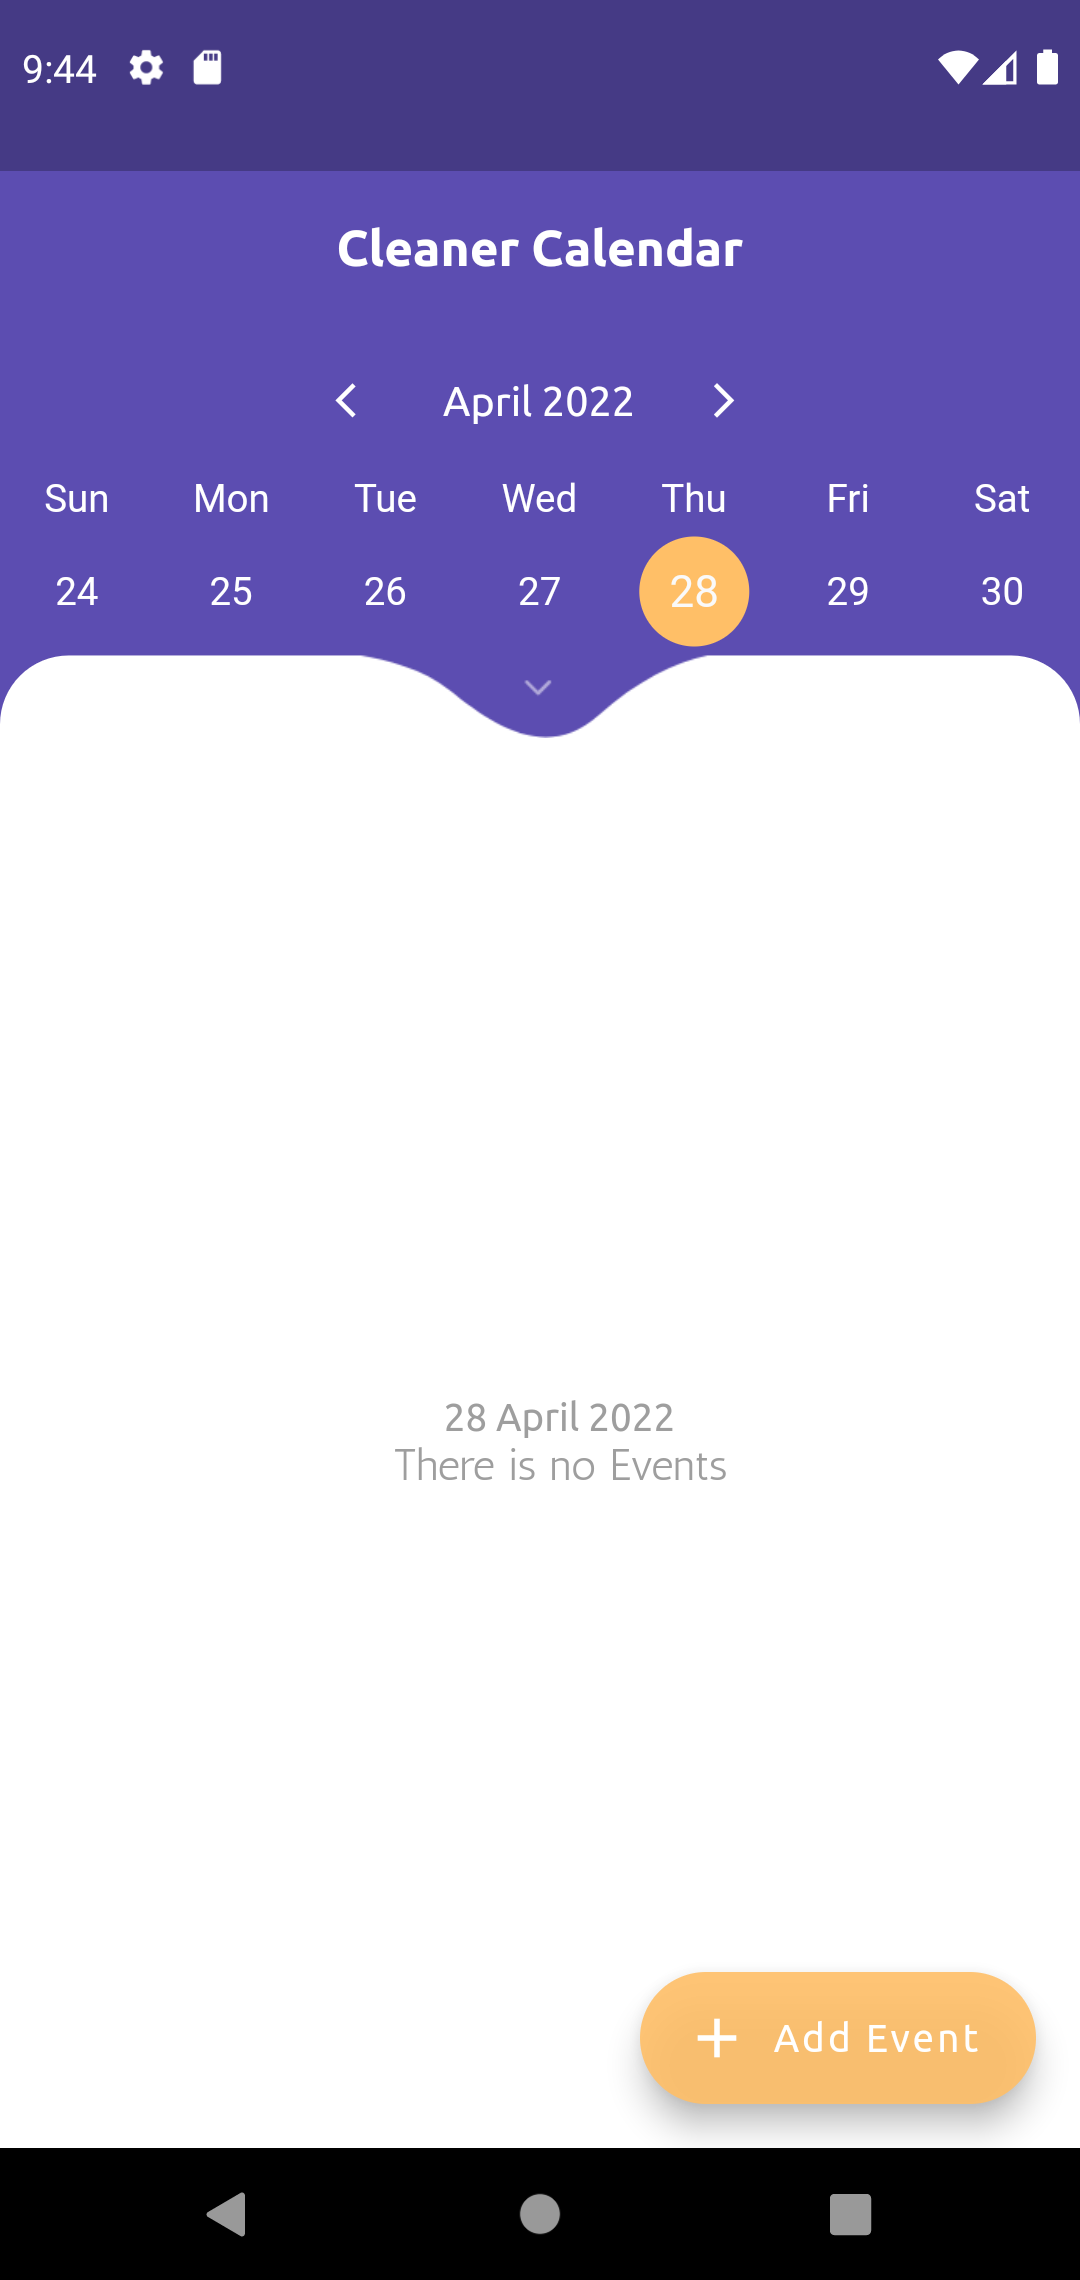 9:44
Cleaner Calendar
April 2022
Sun Mon Tue Wed Thu Fri Sat
24 25 26 27 28 29 30
28 April 2022
There is no Events
Add Event